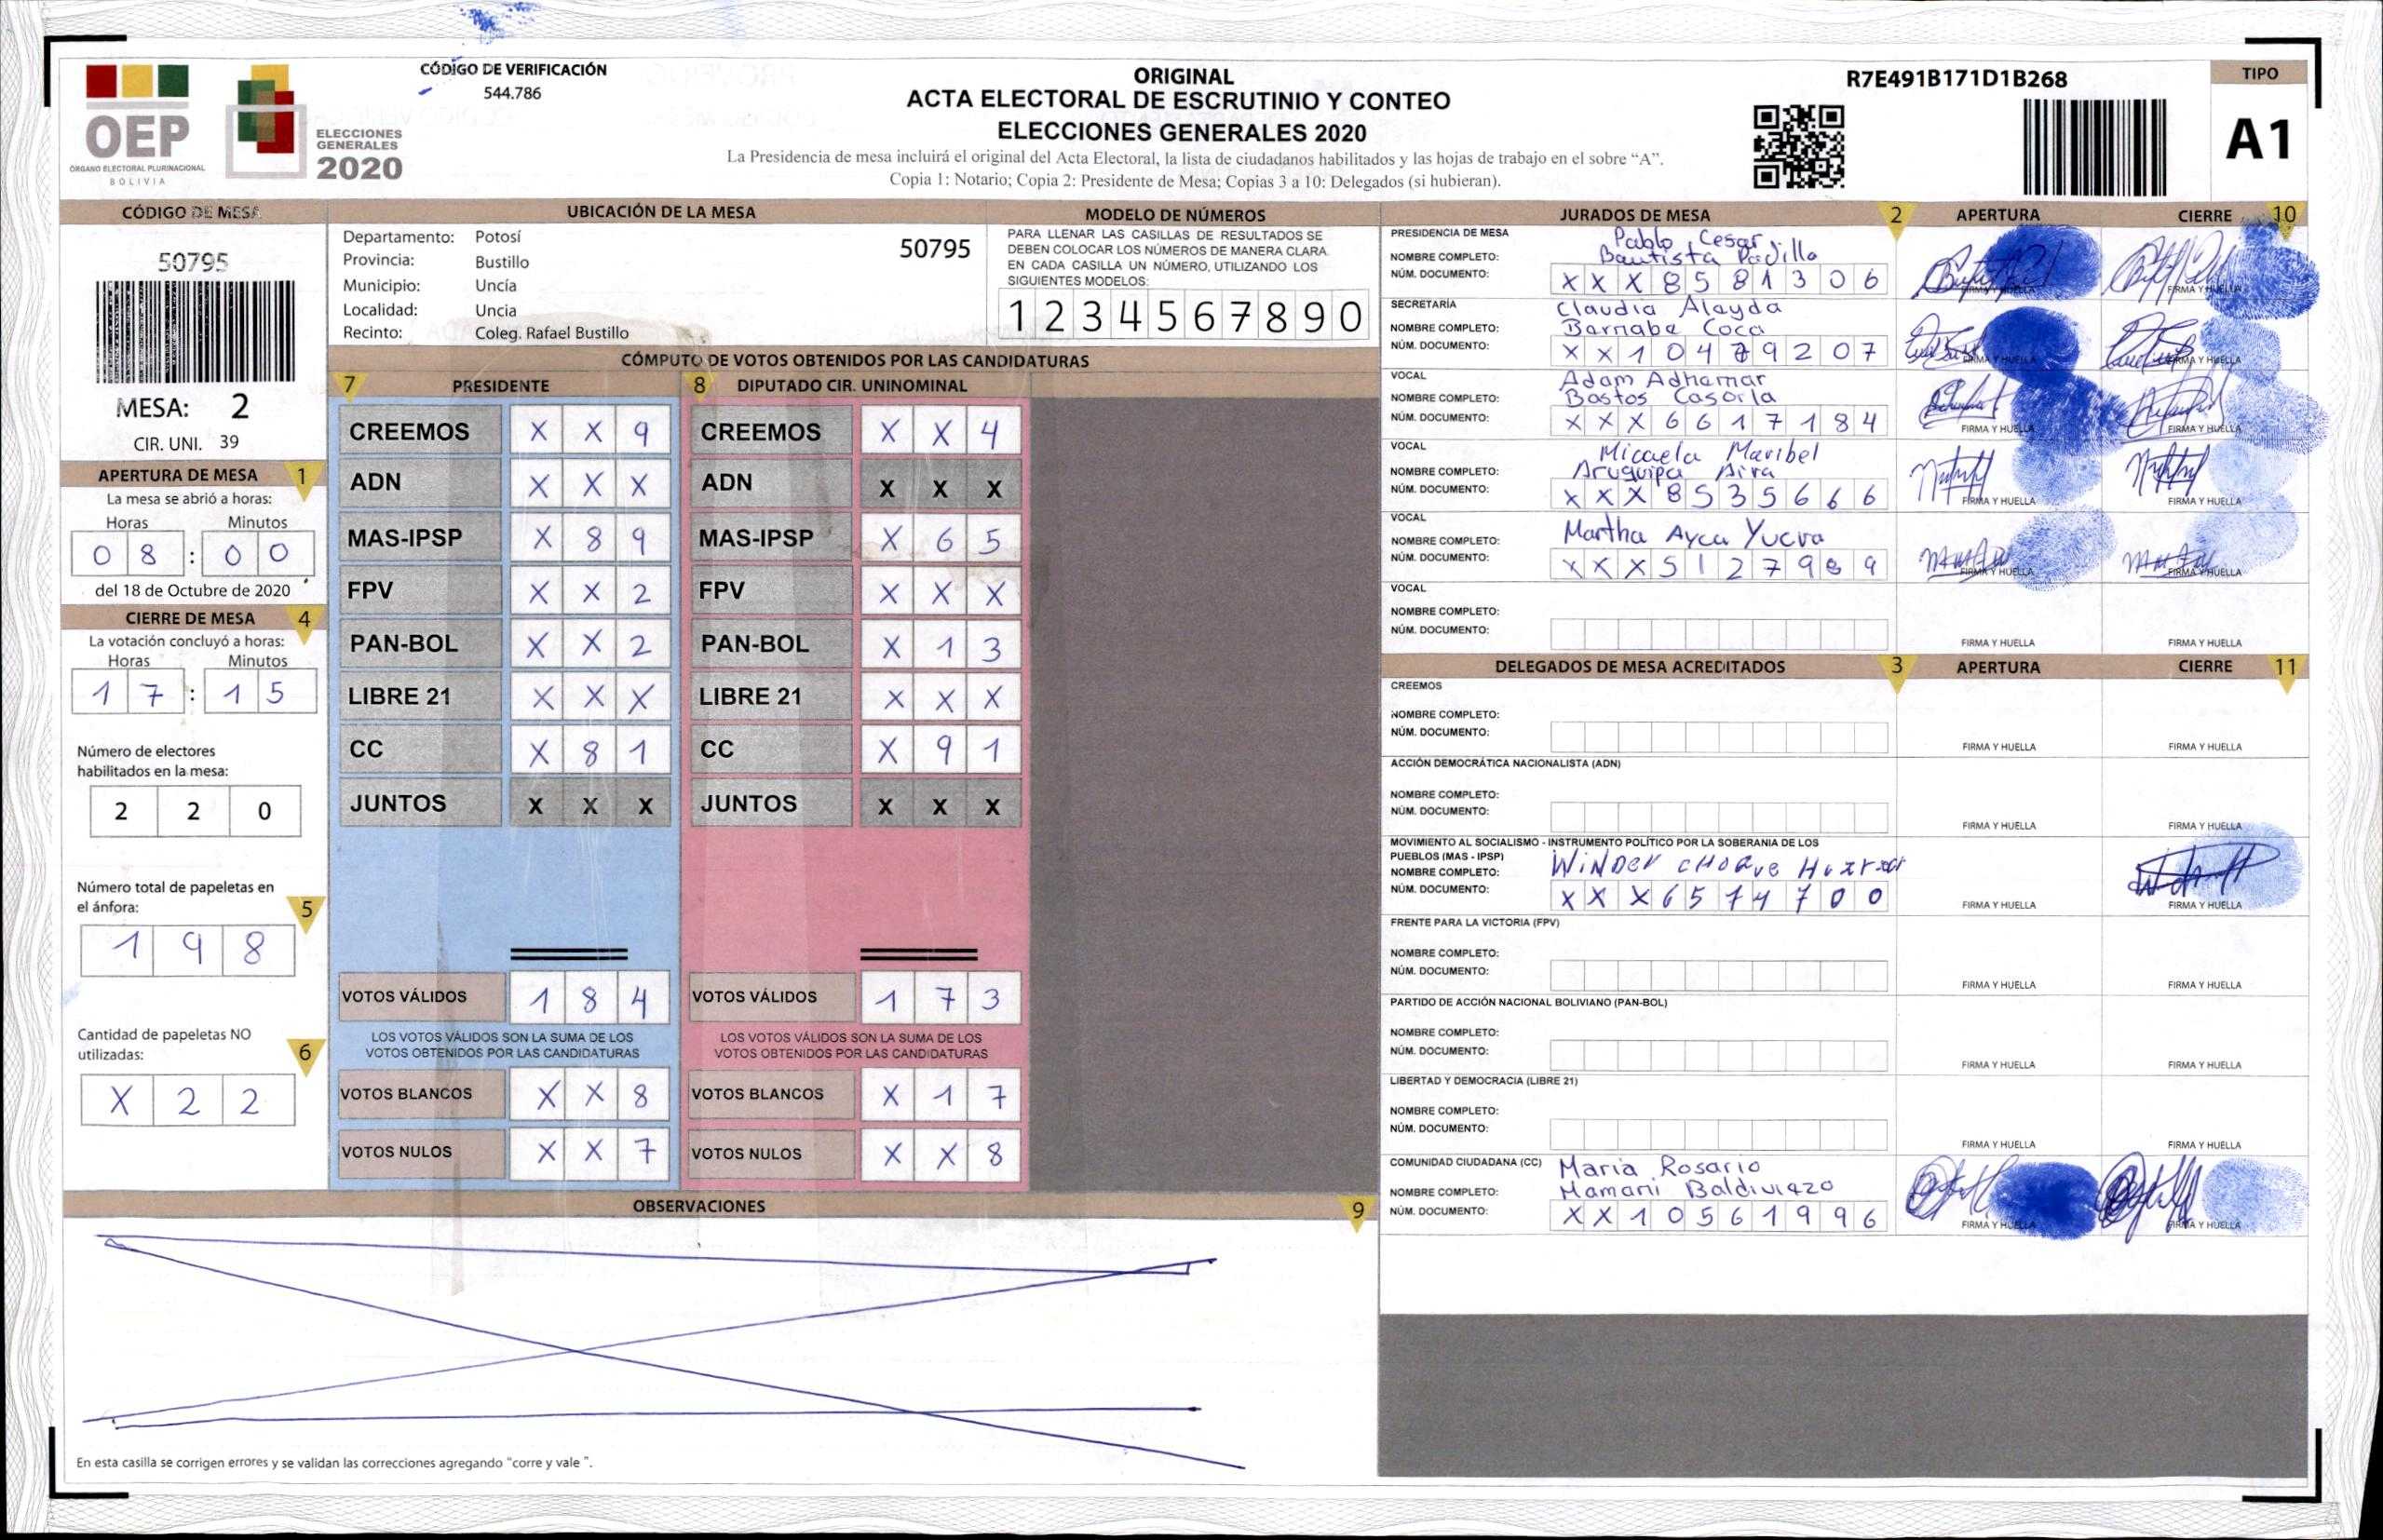 CÓDIGO DE VERIFICACIÓN
544.786
OEP
ÓRGANO ELECTORAL PLURINACIONAL
BOLIVIA
ELECCIONES
GENERALES
2020
ORIGINAL
ACTA ELECTORAL DE ESCRUTINIO Y CONTEO
ELECCIONES GENERALES 2020
La Presidencia de mesa incluirá el original del Acta Electoral, la lista de ciudadanos habilitados y las hojas de trabajo en el sobre “A”.
Copia 1: Notario; Copia 2: Presidente de Mesa; Copias 3 a 10: Delegados (si hubieran).
R7E491B171D1B268
TIPO
A1
CÓDIGO DE MESA
50795
MESA: 2
CIR. UNI. 39
APERTURA DE MESA 1
La mesa se abrió a horas:
Horas Minutos
0 8 : 0 0
del 18 de Octubre de 2020
CIERRE DE MESA 4
La votación concluyó a horas:
Horas Minutos
1 7 : 1 5
Número de electores
habilitados en la mesa:
2 2 0
Número total de papeletas en
el ánfora: 5
1 9 8
Cantidad de papeletas NO
utilizadas: 6
X 2 2
UBICACIÓN DE LA MESA
Departamento: Potosí 50795
Provincia: Bustillo
Municipio: Uncía
Localidad: Uncia
Recinto: Coleg. Rafael Bustillo
MODELO DE NÚMEROS
PARA LLENAR LAS CASILLAS DE RESULTADOS SE
DEBEN COLOCAR LOS NÚMEROS DE MANERA CLARA.
EN CADA CASILLA UN NÚMERO, UTILIZANDO LOS
SIGUIENTES MODELOS:
1 2 3 4 5 6 7 8 9 0
CÓMPUTO DE VOTOS OBTENIDOS POR LAS CANDIDATURAS
7 PRESIDENTE 8 DIPUTADO CIR. UNINOMINAL
CREEMOS X X 9 CREEMOS X X 4
ADN X X X ADN X X X
MAS-IPSP X 8 9 MAS-IPSP X 6 5
FPV X X 2 FPV X X X
PAN-BOL X X 2 PAN-BOL X 1 3
LIBRE 21 X X X LIBRE 21 X X X
CC X 8 1 CC X 9 1
JUNTOS X X X JUNTOS X X X
VOTOS VÁLIDOS 1 8 4 VOTOS VÁLIDOS 1 7 3
LOS VOTOS VÁLIDOS SON LA SUMA DE LOS LOS VOTOS VÁLIDOS SON LA SUMA DE LOS
VOTOS OBTENIDOS POR LAS CANDIDATURAS VOTOS OBTENIDOS POR LAS CANDIDATURAS
VOTOS BLANCOS X X 8 VOTOS BLANCOS X 1 7
VOTOS NULOS X X 7 VOTOS NULOS X X 8
OBSERVACIONES 9
En esta casilla se corrigen errores y se validan las correcciones agregando “corre y vale ”.
JURADOS DE MESA 2 APERTURA CIERRE 10
PRESIDENCIA DE MESA Pablo Cesar
NOMBRE COMPLETO: Bautista Padilla
NÚM. DOCUMENTO: X X X 8 5 8 1 3 0 6 FIRMA Y HUELLA FIRMA Y HUELLA
SECRETARÍA Claudia Alayda
NOMBRE COMPLETO: Barnabe Coca
NÚM. DOCUMENTO: X X 1 0 4 7 9 2 0 7 FIRMA Y HUELLA FIRMA Y HUELLA
VOCAL Adam Adhemar
NOMBRE COMPLETO: Bastos Casorla
NÚM. DOCUMENTO: X X X 6 6 1 7 1 8 4 FIRMA Y HUELLA FIRMA Y HUELLA
VOCAL Micaela Maribel
NOMBRE COMPLETO: Aruquipa
NÚM. DOCUMENTO: X X X 8 5 3 5 6 6 6 FIRMA Y HUELLA FIRMA Y HUELLA
VOCAL
NOMBRE COMPLETO: Martha Ayca Yucra
NÚM. DOCUMENTO: X X X 5 1 2 7 9 8 9 FIRMA Y HUELLA FIRMA Y HUELLA
VOCAL
NOMBRE COMPLETO:
NÚM. DOCUMENTO: FIRMA Y HUELLA FIRMA Y HUELLA
DELEGADOS DE MESA ACREDITADOS 3 APERTURA CIERRE 11
CREEMOS
NOMBRE COMPLETO:
NÚM. DOCUMENTO: FIRMA Y HUELLA FIRMA Y HUELLA
ACCIÓN DEMOCRÁTICA NACIONALISTA (ADN)
NOMBRE COMPLETO:
NÚM. DOCUMENTO: FIRMA Y HUELLA FIRMA Y HUELLA
MOVIMIENTO AL SOCIALISMO - INSTRUMENTO POLÍTICO POR LA SOBERANIA DE LOS
PUEBLOS (MAS - IPSP)
NOMBRE COMPLETO: WiNDer
NÚM. DOCUMENTO: X X X 6 5 7 4 7 0 0 FIRMA Y HUELLA FIRMA Y HUELLA
FRENTE PARA LA VICTORIA (FPV)
NOMBRE COMPLETO:
NÚM. DOCUMENTO: FIRMA Y HUELLA FIRMA Y HUELLA
PARTIDO DE ACCIÓN NACIONAL BOLIVIANO (PAN-BOL)
NOMBRE COMPLETO:
NÚM. DOCUMENTO: FIRMA Y HUELLA FIRMA Y HUELLA
LIBERTAD Y DEMOCRACIA (LIBRE 21)
NOMBRE COMPLETO:
NÚM. DOCUMENTO: FIRMA Y HUELLA FIRMA Y HUELLA
COMUNIDAD CIUDADANA (CC) Maria Rosario
NOMBRE COMPLETO: Mamani Baldiviezo
NÚM. DOCUMENTO: X X 1 0 5 6 1 9 9 6 FIRMA Y HUELLA FIRMA Y HUELLA